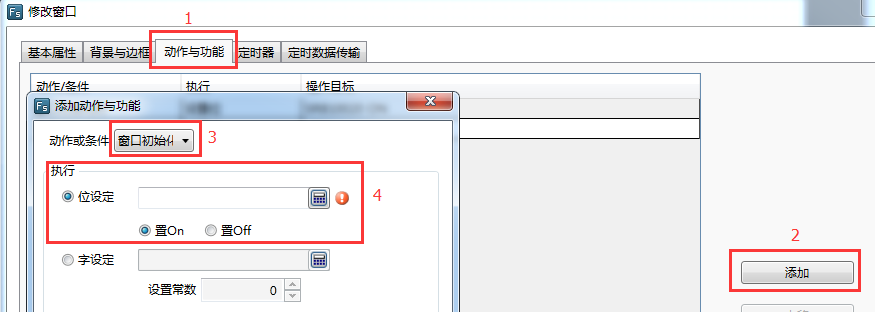 Fs 修改窗口
1
基本属性 背景与边框 动作与功能 定时器 定时数据传输
动作/条件 执行 操作目标
Fs 添加动作与功能
动作或条件 窗口初始化 3
执行
位设定 4
置On 置Off
2
添加
字设定
设置常数 0